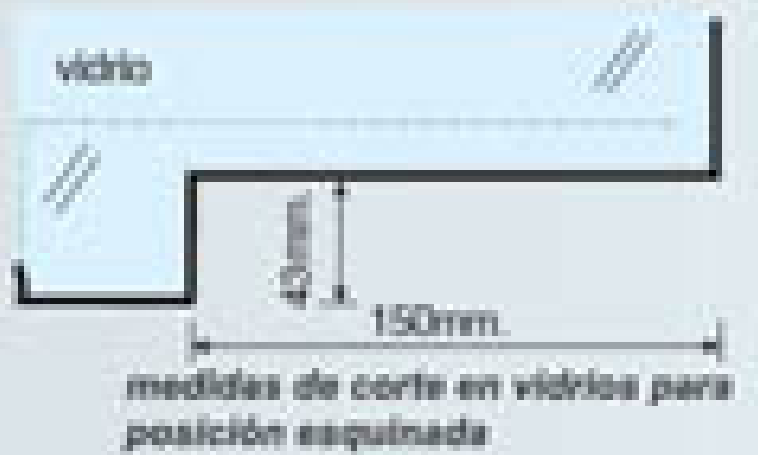 vidrio
150mm.
medidas de corte en vidrios para
posición esquinada